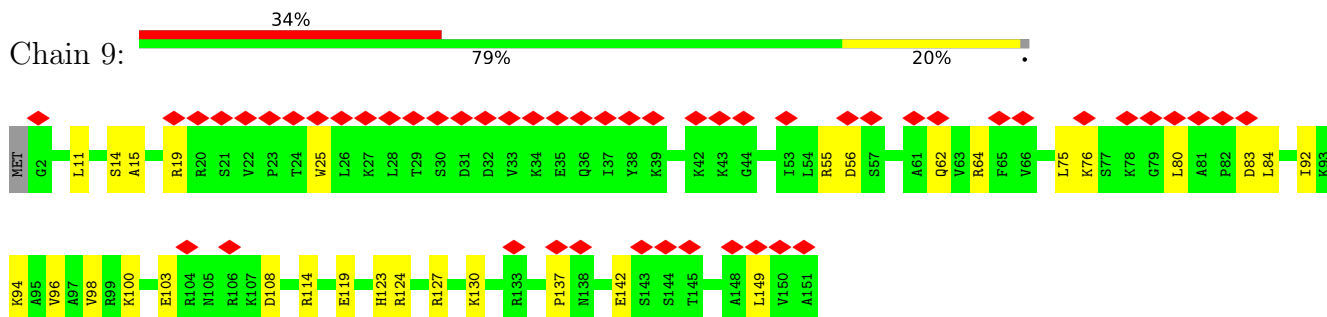 34%
Chain 9:
79% 20% .
MET G2 L11 S14 A15 R19 R20 S21 V22 P23 T24 W25 L26 K27 L28 T29 S30 D31 D32 V33 K34 E35 Q36 I37 Y38 K39 K42 K43 G44 I53 L54 R55 D56 S57 A61 Q62 V63 R64 F65 V66 L75 K76 S77 K78 G79 L80 A81 P82 D83 L84 I92 K93
K94 A95 V96 A97 V98 R99 K100 E103 R104 N105 R106 K107 D108 R114 E119 H123 R124 R127 K130 R133 P137 N138 E142 S143 S144 T145 A148 L149 V150 A151